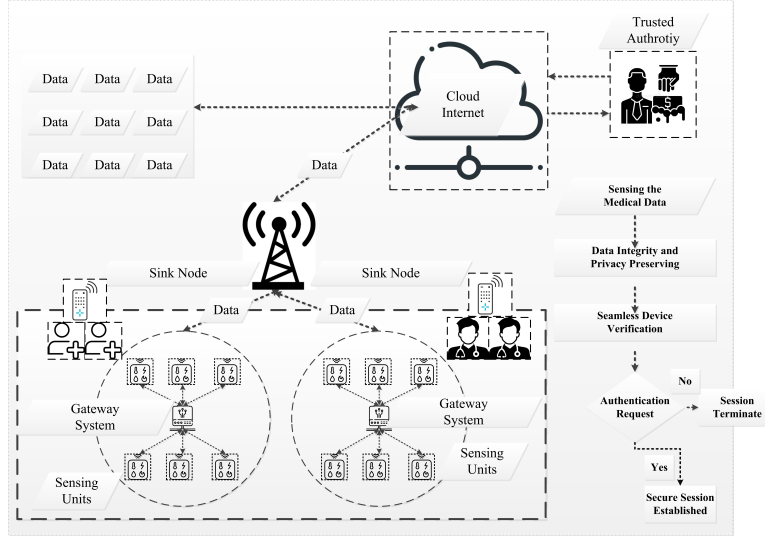 Trusted
Authrotiy
Data Data Data
Data Data Data
Data Data Data
Cloud
Internet
$
Data
Sink Node
Sink Node
Data
Data
Gateway
System
Sensing
Units
Gateway
System
Sensing
Units
Sensing the
Medical Data
Data Integrity and
Privacy Preserving
Seamless Device
Verification
Authentication
Request
No
Session
Terminate
Yes
Secure Session
Established